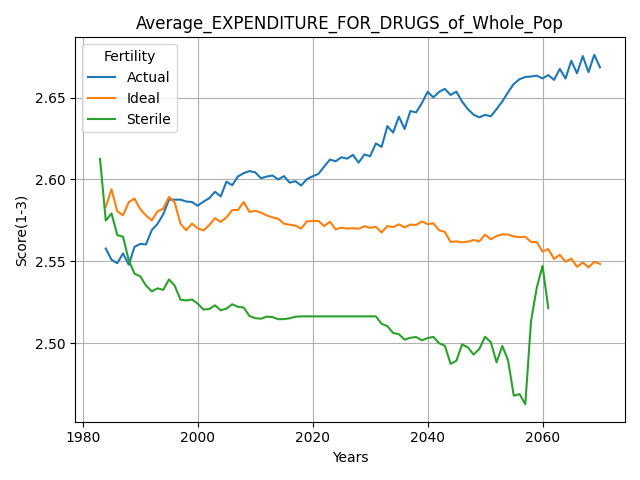 Average_EXPENDITURE_FOR_DRUGS_of_Whole_Pop
Fertility
Actual
Ideal
Sterile
Score(1-3)
2.65
2.60
2.55
2.50
1980 2000 2020 2040 2060
Years